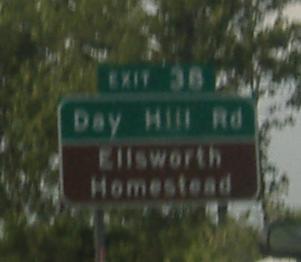 EXIT 38
Day Hill Rd
Ellsworth
Homestead